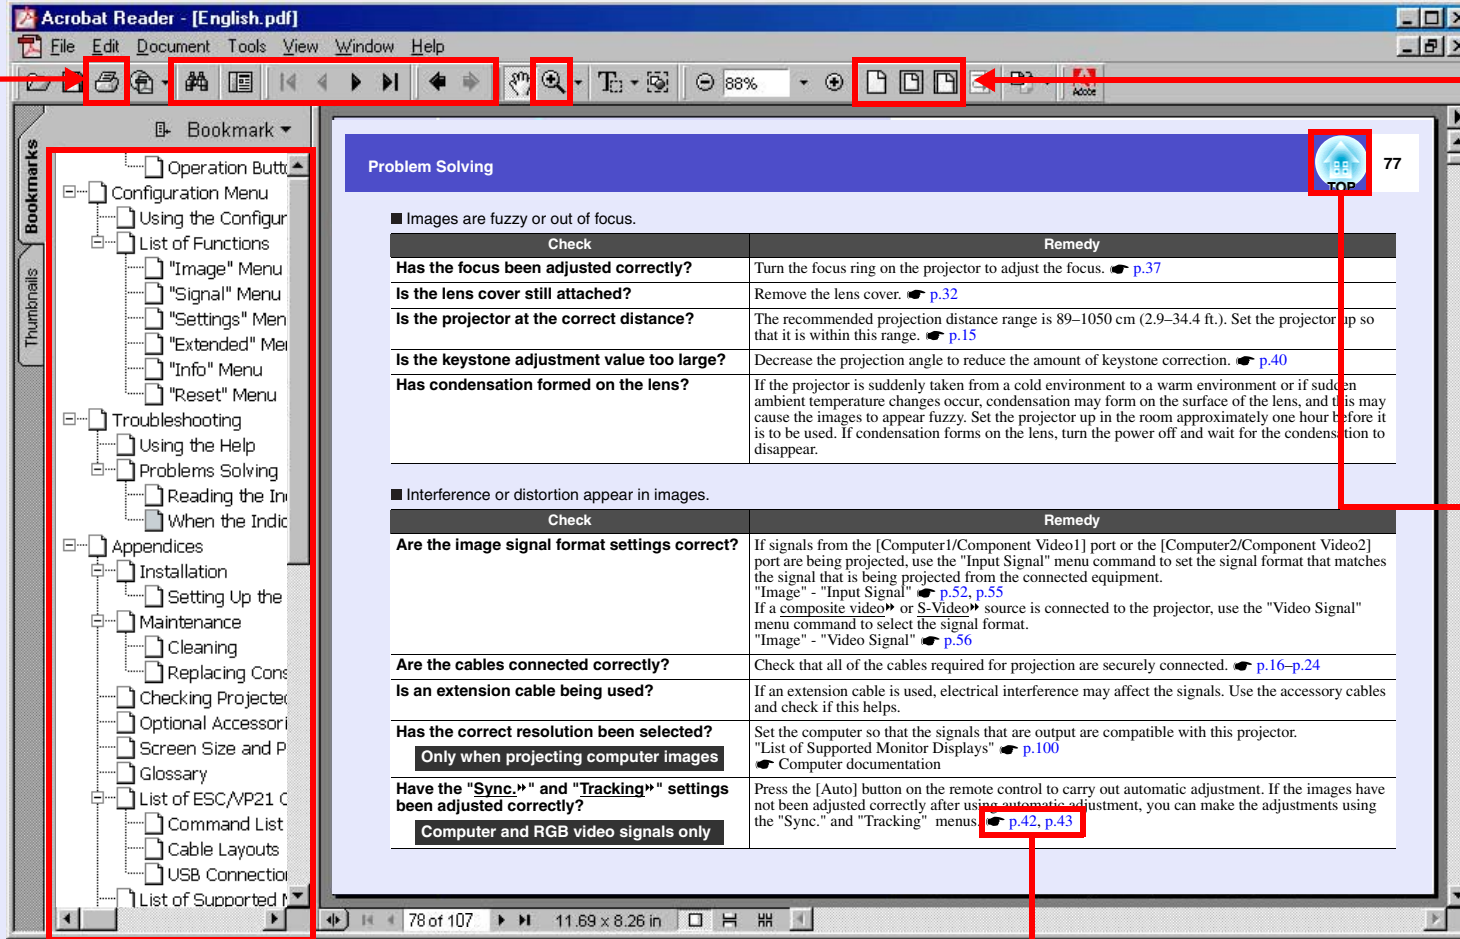 Acrobat Reader - [English.pdf]
File Edit Document Tools View Window Help
88%
Adobe
Bookmarks
Thumbnails
Bookmark
Operation Butt
Configuration Menu
Using the Configur
List of Functions
"Image" Menu
"Signal" Menu
"Settings" Men
"Extended" Me
"Info" Menu
"Reset" Menu
Troubleshooting
Using the Help
Problems Solving
Reading the In
When the Indic
Appendices
Installation
Setting Up the
Maintenance
Cleaning
Replacing Cons
Checking Projected
Optional Accessori
Screen Size and P
Glossary
List of ESC/VP21 C
Command List
Cable Layouts
USB Connectio
List of Supported M
Problem Solving
TOP
77
■ Images are fuzzy or out of focus.
Check Remedy
Has the focus been adjusted correctly? Turn the focus ring on the projector to adjust the focus. ☛ p.37
Is the lens cover still attached? Remove the lens cover. ☛ p.32
Is the projector at the correct distance? The recommended projection distance range is 89–1050 cm (2.9–34.4 ft.). Set the projector up so
that it is within this range. ☛ p.15
Is the keystone adjustment value too large? Decrease the projection angle to reduce the amount of keystone correction. ☛ p.40
Has condensation formed on the lens? If the projector is suddenly taken from a cold environment to a warm environment or if sudden
ambient temperature changes occur, condensation may form on the surface of the lens, and this may
cause the images to appear fuzzy. Set the projector up in the room approximately one hour before it
is to be used. If condensation forms on the lens, turn the power off and wait for the condensation to
disappear.
■ Interference or distortion appear in images.
Check Remedy
Are the image signal format settings correct? If signals from the [Computer1/Component Video1] port or the [Computer2/Component Video2]
port are being projected, use the "Input Signal" menu command to set the signal format that matches
the signal that is being projected from the connected equipment.
"Image" - "Input Signal" ☛ p.52, p.55
If a composite video or S-Video source is connected to the projector, use the "Video Signal"
menu command to select the signal format.
"Image" - "Video Signal" ☛ p.56
Are the cables connected correctly? Check that all of the cables required for projection are securely connected. ☛ p.16–p.24
Is an extension cable being used? If an extension cable is used, electrical interference may affect the signals. Use the accessory cables
and check if this helps.
Has the correct resolution been selected? Set the computer so that the signals that are output are compatible with this projector.
Only when projecting computer images "List of Supported Monitor Displays" ☛ p.100
☛ Computer documentation
Have the "Sync." and "Tracking" settings Press the [Auto] button on the remote control to carry out automatic adjustment. If the images have
been adjusted correctly? not been adjusted correctly after using automatic adjustment, you can make the adjustments using
Computer and RGB video signals only the "Sync." and "Tracking" menus. ☛ p.42, p.43
78 of 107 11.69 x 8.26 in